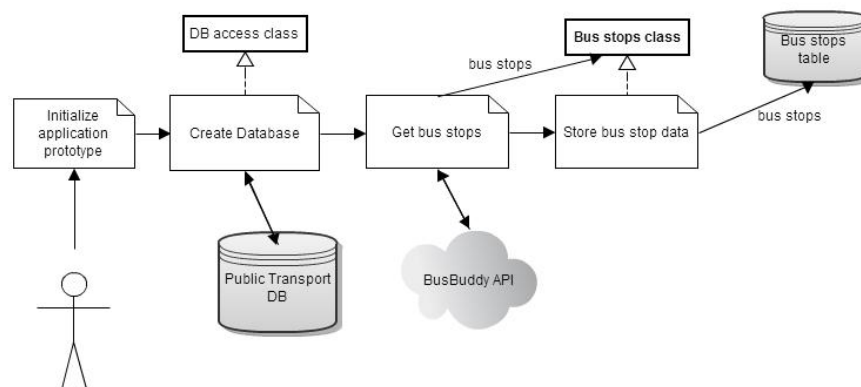 DB access class
Bus stops class
Bus stops
table
bus stops
bus stops
Initialize
application
prototype
Create Database
Get bus stops
Store bus stop data
Public Transport
DB
BusBuddy API